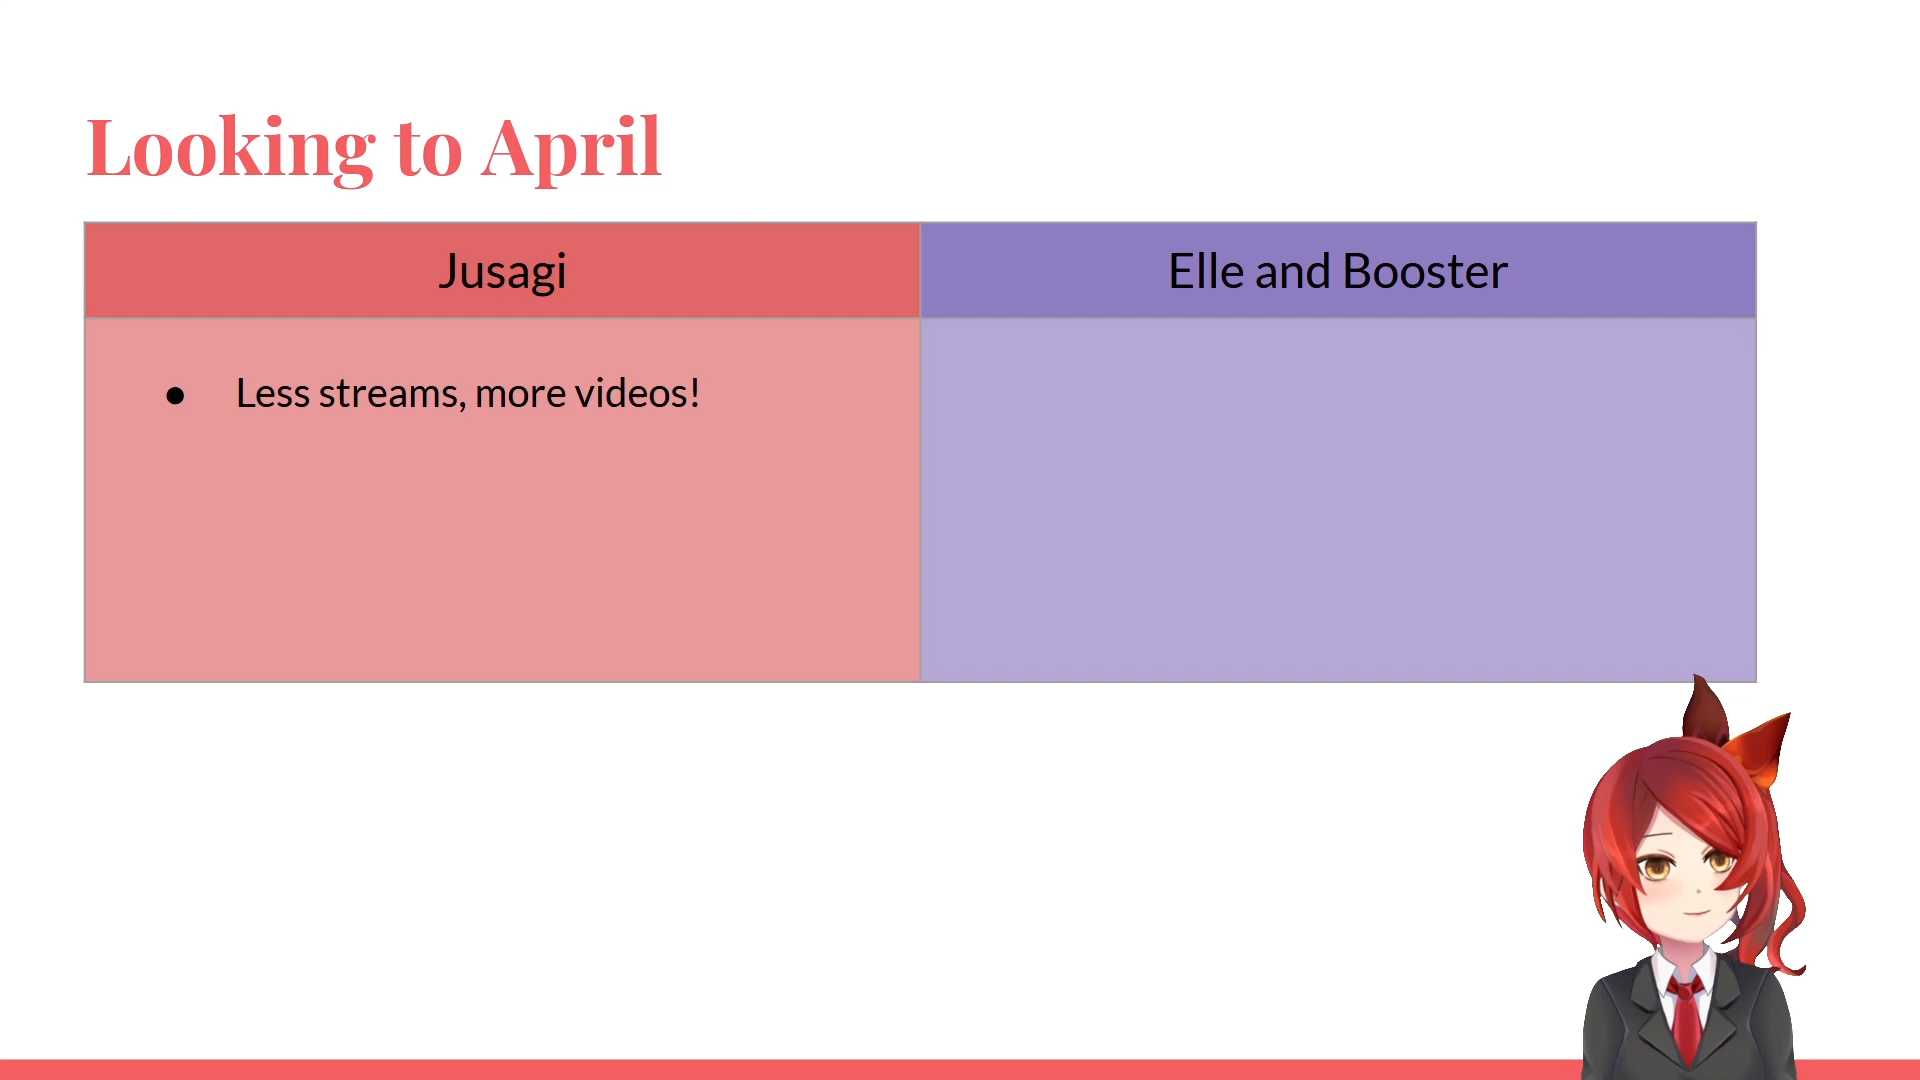 Looking to April
Jusagi
Elle and Booster
● Less streams, more videos!